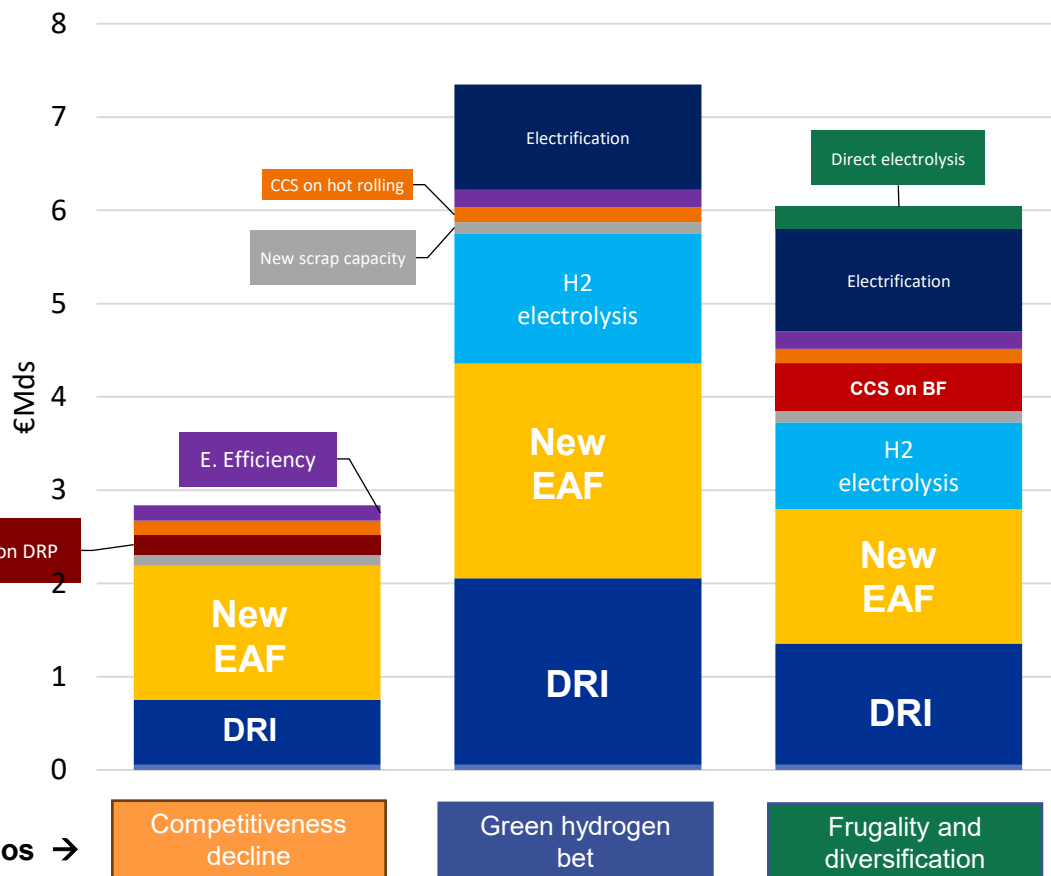 8
7
6
5
4
3
2
1
0
€Mds
Electrification
CCS on hot rolling
New scrap capacity
H2
electrolysis
New
EAF
DRI
Direct electrolysis
Electrification
CCS on BF
H2
electrolysis
New
EAF
DRI
E. Efficiency
on DRP
New
EAF
DRI
os →
Competitiveness
decline
Green hydrogen
bet
Frugality and
diversification